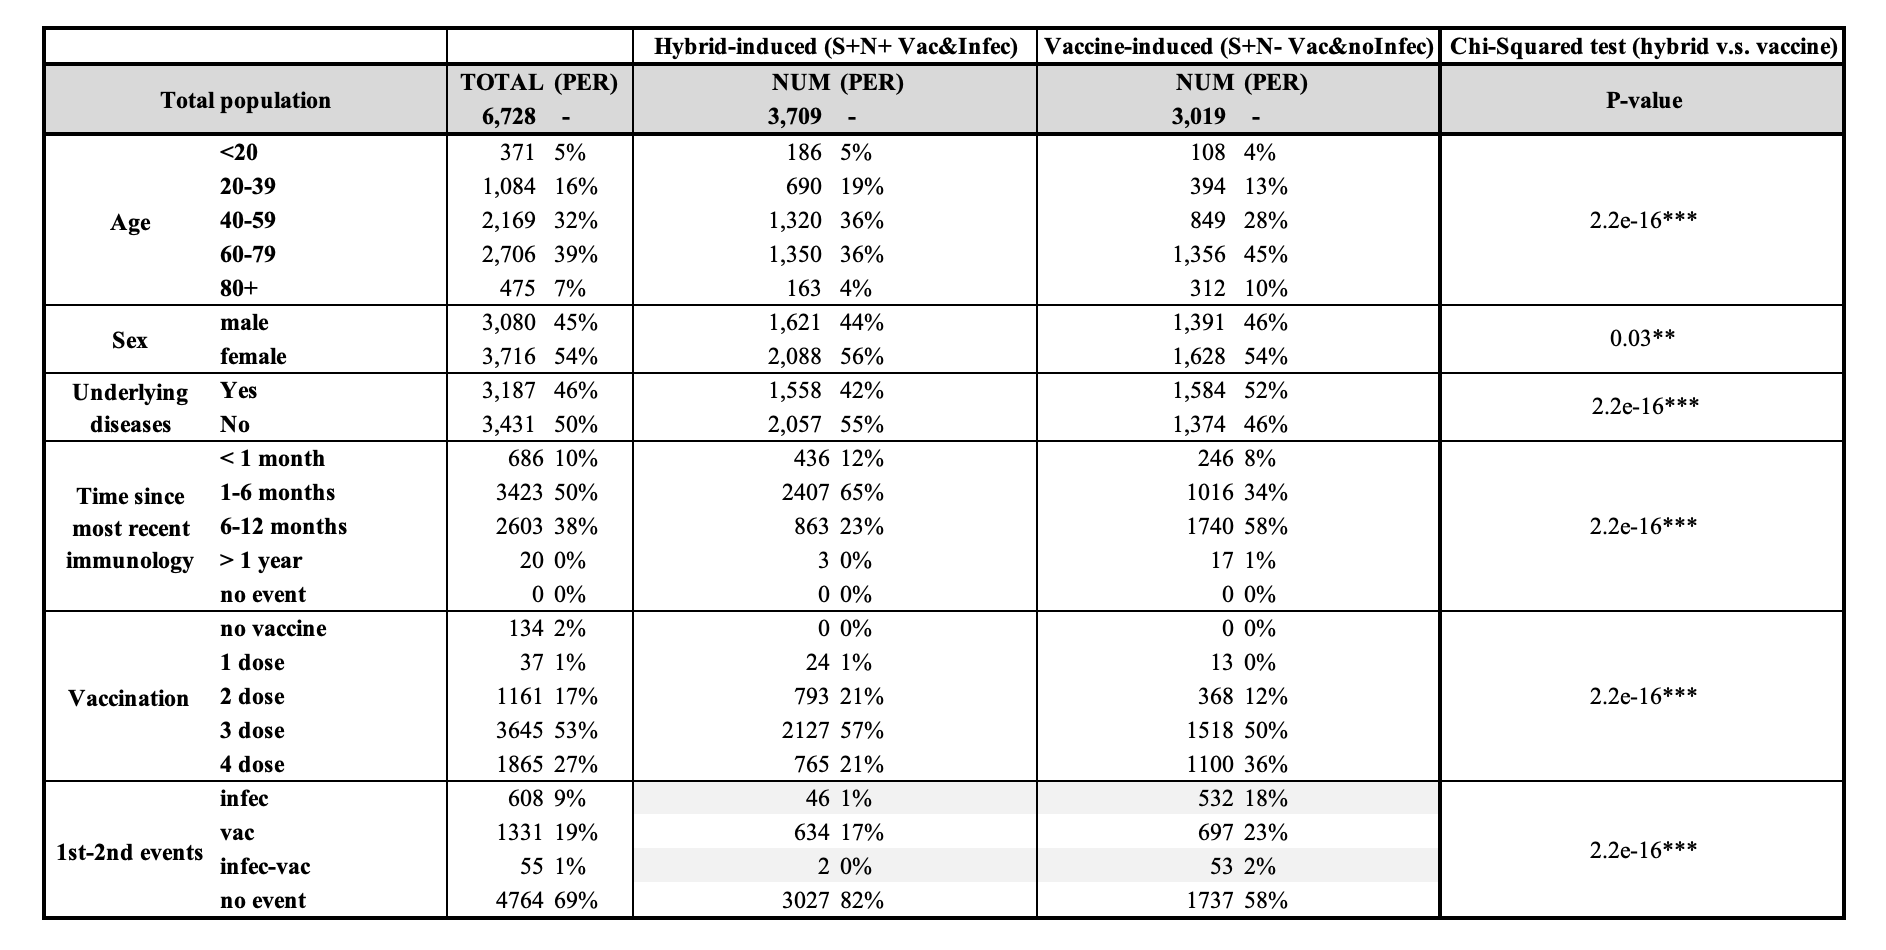 Hybrid-induced (S+N+ Vac&Infec) Vaccine-induced (S+N- Vac&noInfec) Chi-Squared test (hybrid v.s. vaccine)
Total population TOTAL (PER) NUM (PER) NUM (PER) P-value
6,728 - 3,709 - 3,019 -
Age <20 371 5% 186 5% 108 4% 2.2e-16***
20-39 1,084 16% 690 19% 394 13%
40-59 2,169 32% 1,320 36% 849 28%
60-79 2,706 39% 1,350 36% 1,356 45%
80+ 475 7% 163 4% 312 10%
Sex male 3,080 45% 1,621 44% 1,391 46% 0.03**
female 3,716 54% 2,088 56% 1,628 54%
Underlying diseases Yes 3,187 46% 1,558 42% 1,584 52% 2.2e-16***
No 3,431 50% 2,057 55% 1,374 46%
Time since most recent immunology < 1 month 686 10% 436 12% 246 8% 2.2e-16***
1-6 months 3423 50% 2407 65% 1016 34%
6-12 months 2603 38% 863 23% 1740 58%
> 1 year 20 0% 3 0% 17 1%
no event 0 0% 0 0% 0 0%
Vaccination no vaccine 134 2% 0 0% 0 0% 2.2e-16***
1 dose 37 1% 24 1% 13 0%
2 dose 1161 17% 793 21% 368 12%
3 dose 3645 53% 2127 57% 1518 50%
4 dose 1865 27% 765 21% 1100 36%
1st-2nd events infec 608 9% 46 1% 532 18% 2.2e-16***
vac 1331 19% 634 17% 697 23%
infec-vac 55 1% 2 0% 53 2%
no event 4764 69% 3027 82% 1737 58%